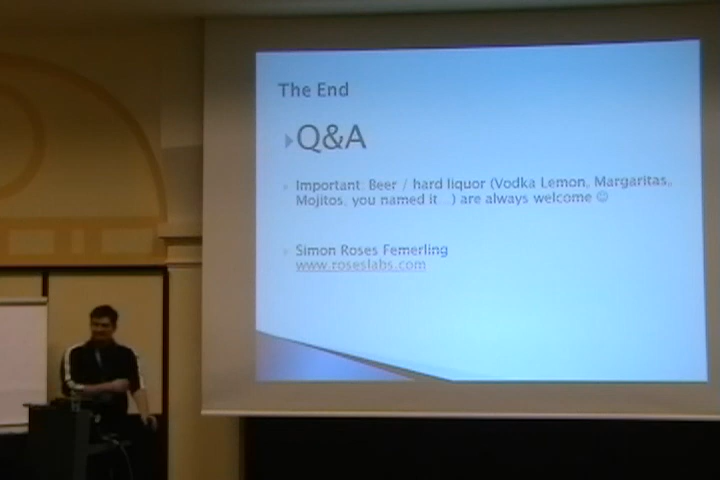 The End
Q&A
Important: Beer / hard liquor (Vodka Lemon, Margaritas,
Mojitos, you named it...) are always welcome ☺
Simon Roses Femerling
www.roseslabs.com